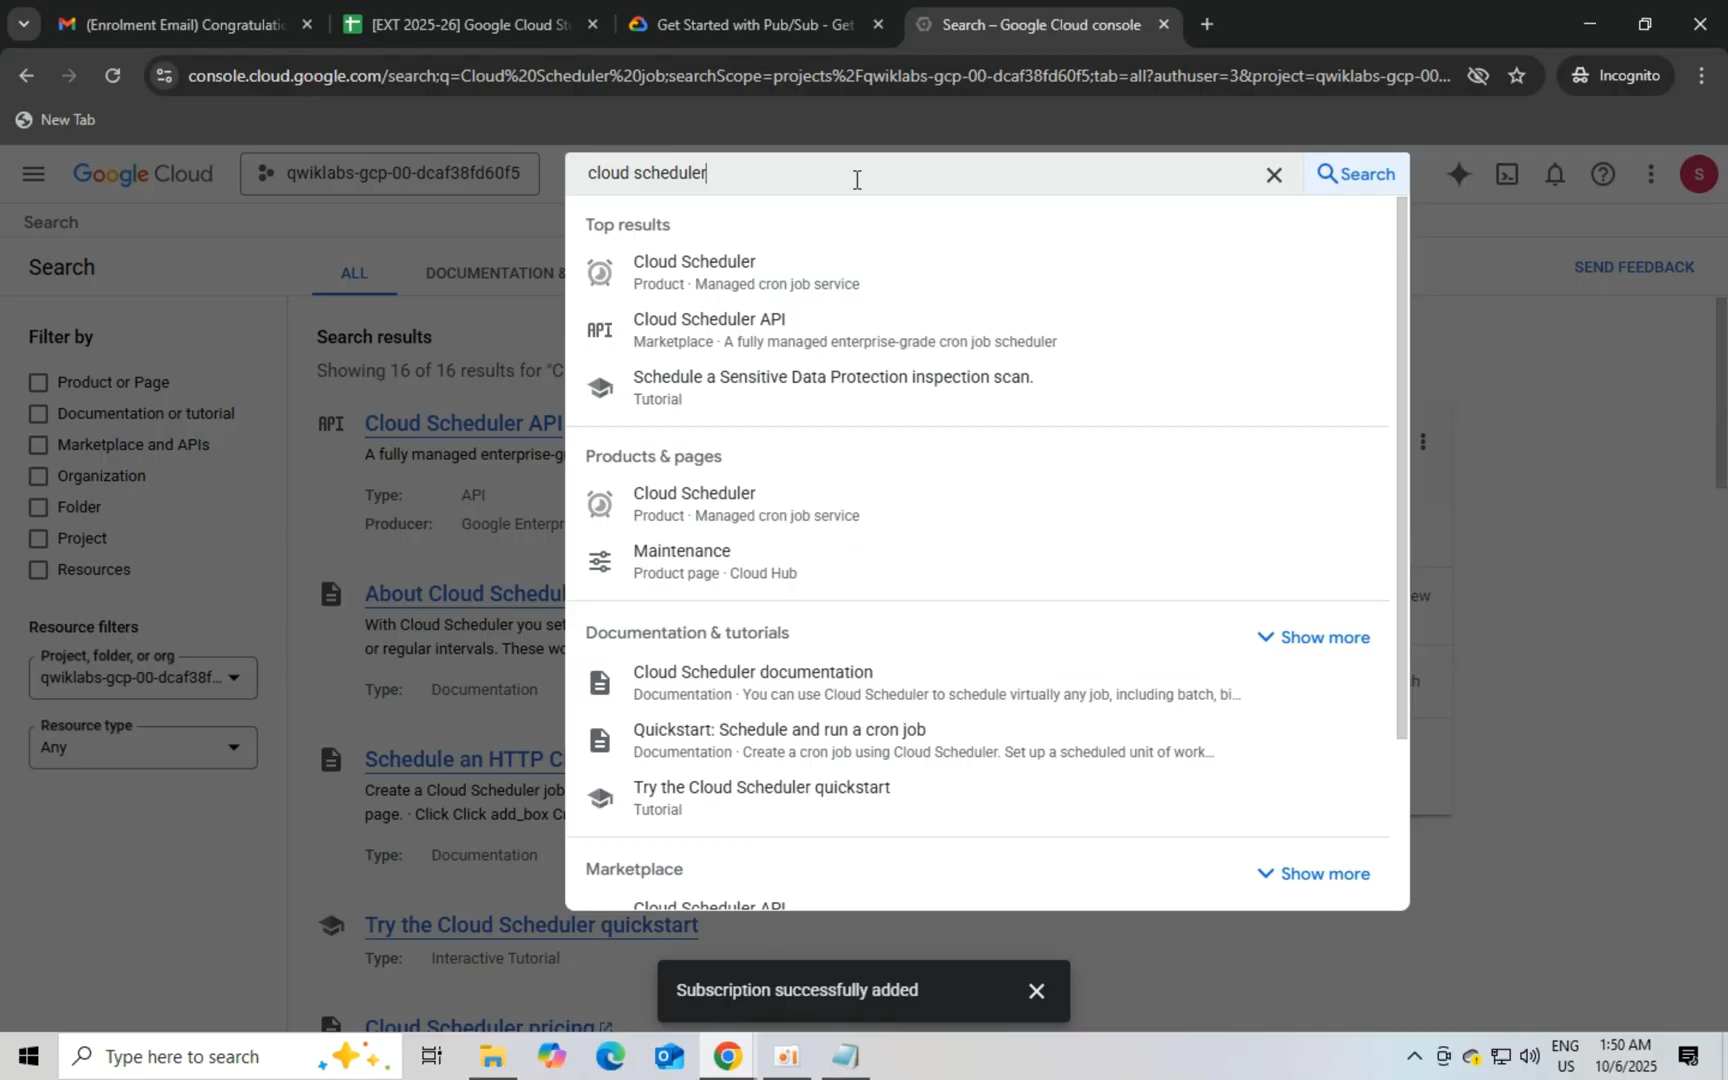 (Enrolment Email) Congratulati
[EXT 2025-26] Google Cloud St
Get Started with Pub/Sub - Get
Search – Google Cloud console
console.cloud.google.com/search;q=Cloud%20Scheduler%20job;searchScope=projects%2Fqwiklabs-gcp-00-dcaf38fd60f5;tab=all?authuser=3&project=qwiklabs-gcp-00...
Incognito
New Tab
Google Cloud
qwiklabs-gcp-00-dcaf38fd60f5
cloud scheduler
Search
S
Search
Search
ALL
DOCUMENTATION &
SEND FEEDBACK
Filter by
Product or Page
Documentation or tutorial
Marketplace and APIs
Organization
Folder
Project
Resources
Resource filters
Project, folder, or org
qwiklabs-gcp-00-dcaf38f...
Resource type
Any
Search results
Showing 16 of 16 results for "C
API
Cloud Scheduler API
A fully managed enterprise-g
Type: API
Producer: Google Enterpr
About Cloud Schedul
With Cloud Scheduler you set
or regular intervals. These wo
Type: Documentation
Schedule an HTTP C
Create a Cloud Scheduler job
page. · Click Click add_box Cr
Type: Documentation
Try the Cloud Scheduler quickstart
Type: Interactive Tutorial
Cloud Scheduler pricing
Top results
Cloud Scheduler
Product · Managed cron job service
API
Cloud Scheduler API
Marketplace · A fully managed enterprise-grade cron job scheduler
Schedule a Sensitive Data Protection inspection scan.
Tutorial
Products & pages
Cloud Scheduler
Product · Managed cron job service
Maintenance
Product page · Cloud Hub
Documentation & tutorials
Show more
Cloud Scheduler documentation
Documentation · You can use Cloud Scheduler to schedule virtually any job, including batch, bi...
Quickstart: Schedule and run a cron job
Documentation · Create a cron job using Cloud Scheduler. Set up a scheduled unit of work...
Try the Cloud Scheduler quickstart
Tutorial
Marketplace
Show more
Cloud Scheduler API
ew
h
Subscription successfully added
Type here to search
ENG
US
1:50 AM
10/6/2025